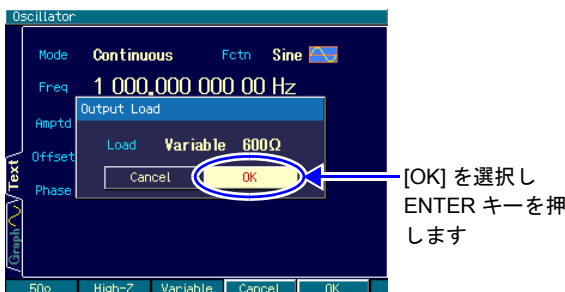 Oscillator
Mode Continuous Fctn Sine
Freq 1 000.000 000 00 Hz
Output Load
Amptd
Load Variable 600Ω
Offset
Cancel OK
Phase
Text
Graph
[OK] を選択し
ENTER キーを押
します
50Ω High-Z Variable Cancel OK